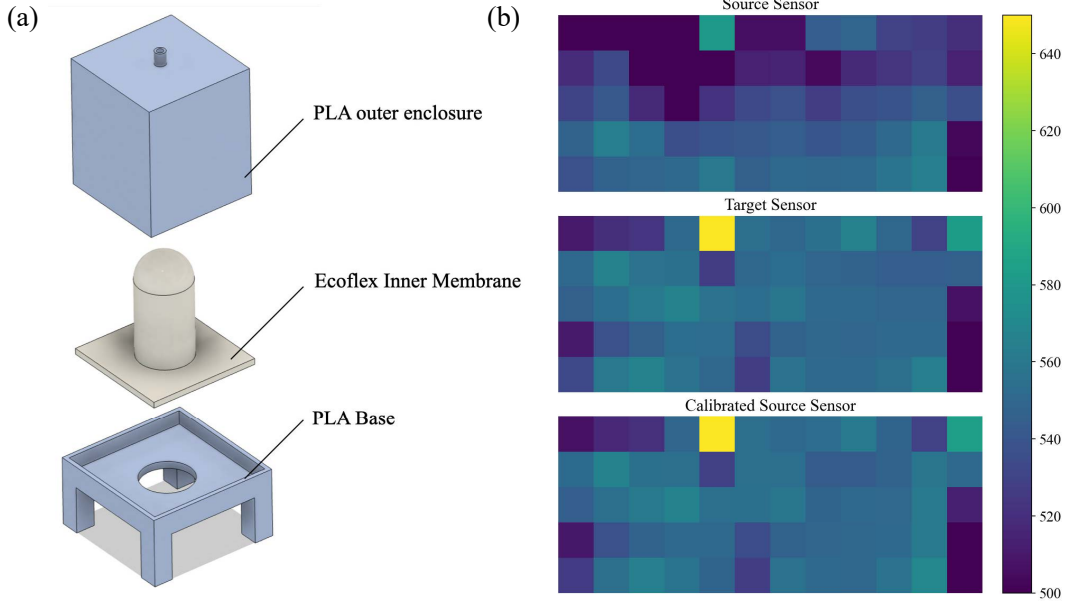 (a)
PLA outer enclosure
Ecoflex Inner Membrane
PLA Base
(b)
Source Sensor
Target Sensor
Calibrated Source Sensor
640
620
600
580
560
540
520
500